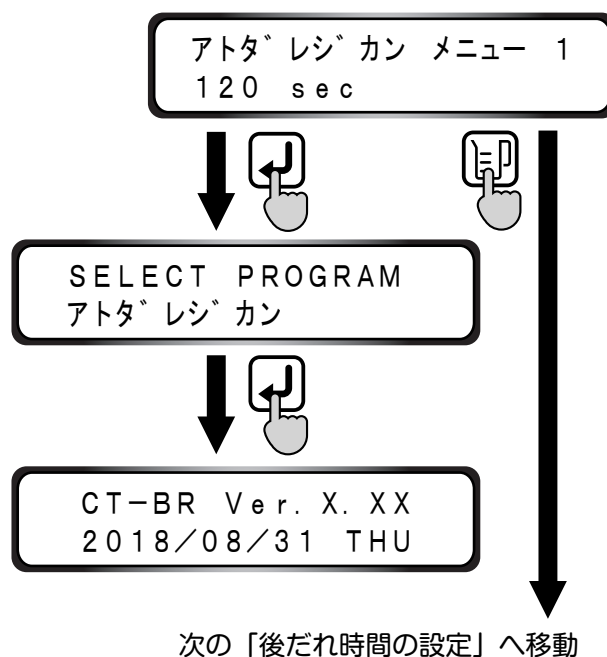 アトダレジカン メニュー 1
120 sec
SELECT PROGRAM
アトダレジカン
CT-BR Ver. X. XX
2018/08/31 THU
次の「後だれ時間の設定」へ移動